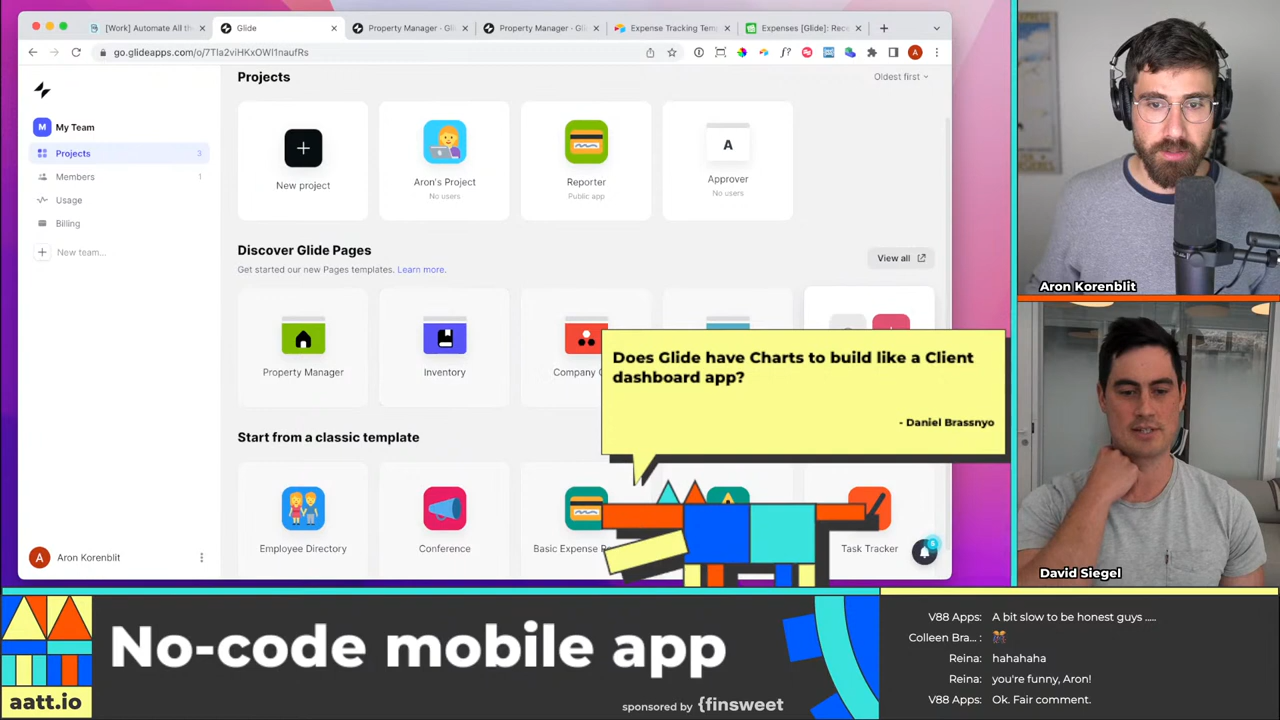 [Work] Automate All th
Glide
Property Manager - Gl
Property Manager - Gl
Expense Tracking Tem
Expenses [Glide]: Rece
go.glideapps.com/o/7Tla2viHKxOWI1naufRs
A
Projects
Oldest first
M
My Team
Projects
3
Members
1
Usage
Billing
New team...
New project
Aron's Project
No users
Reporter
Public app
A
Approver
No users
Discover Glide Pages
View all
Get started our new Pages templates. Learn more.
Property Manager
Inventory
Company
Does Glide have Charts to build like a Client
dashboard app?
- Daniel Brassnyo
Start from a classic template
Employee Directory
Conference
Basic Expense
Task Tracker
A
Aron Korenblit
Aron Korenblit
David Siegel
aatt.io
No-code mobile app
sponsored by {finsweet
V88 Apps: A bit slow to be honest guys .....
Colleen Bra... :
Reina: hahahaha
Reina: you're funny, Aron!
V88 Apps: Ok. Fair comment.